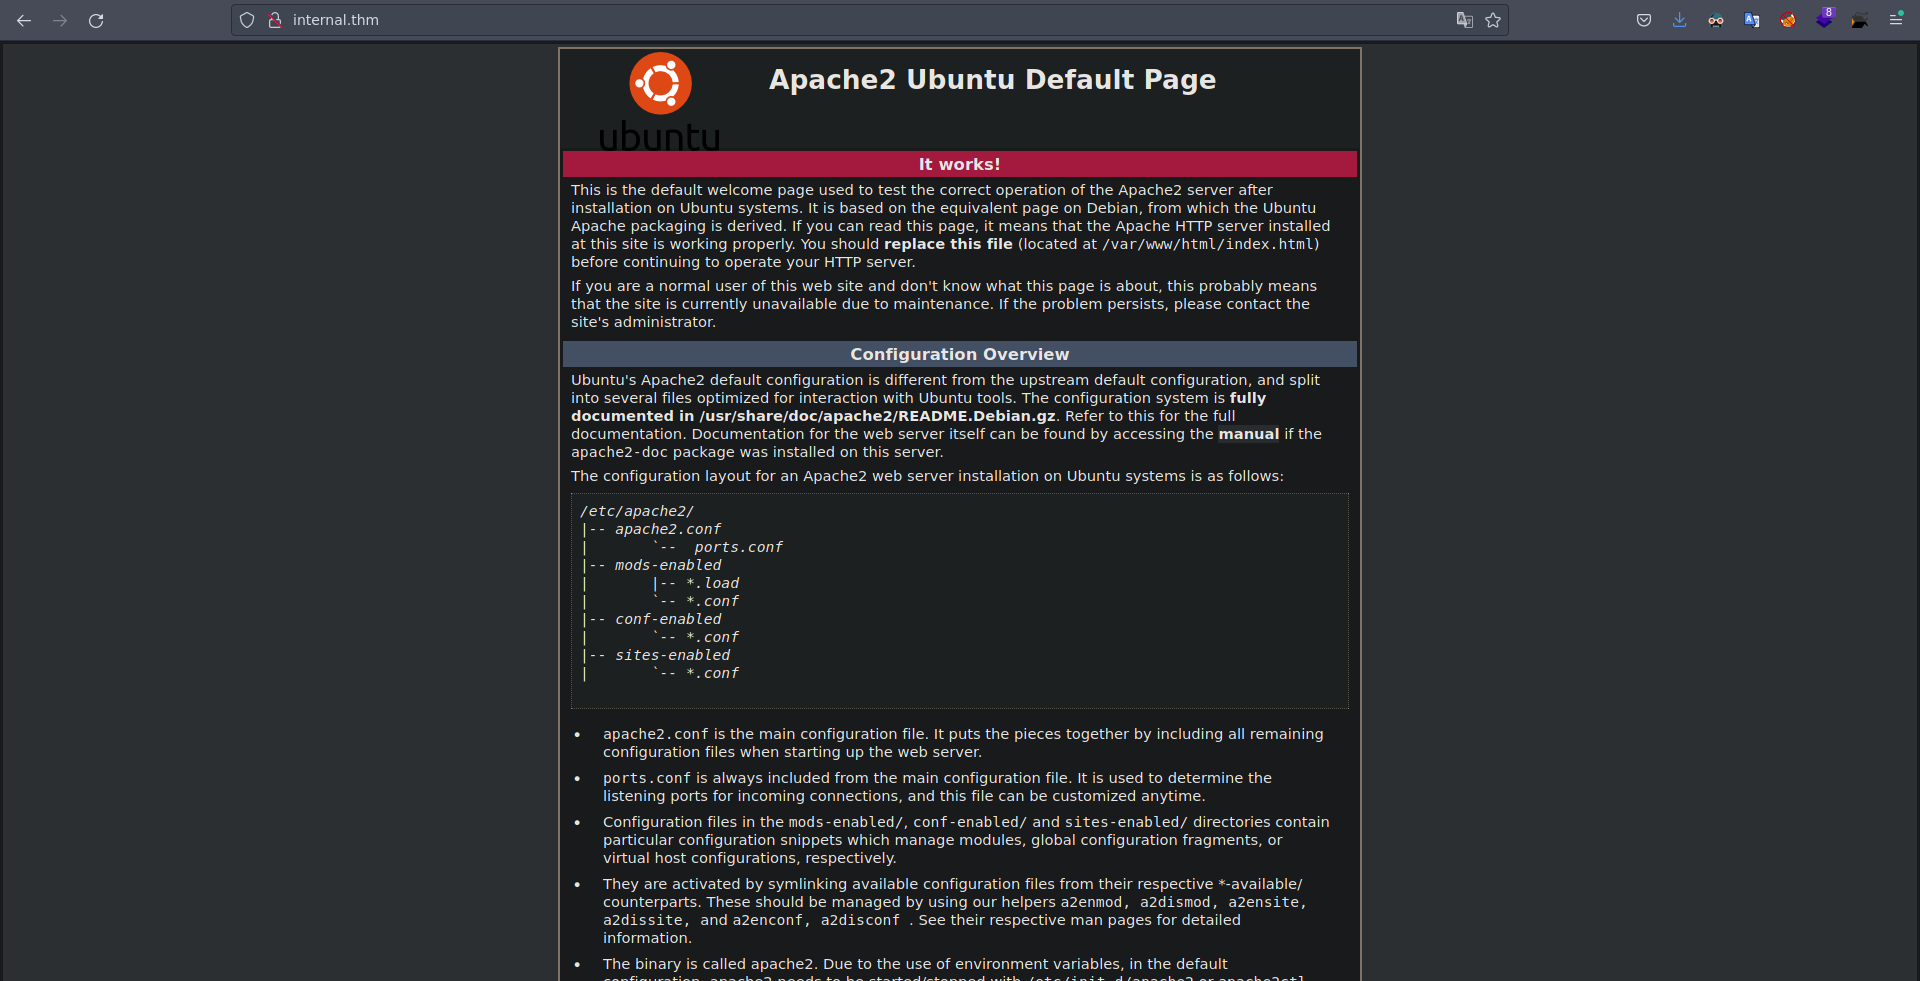 internal.thm
8
Apache2 Ubuntu Default Page
ubuntu
It works!
This is the default welcome page used to test the correct operation of the Apache2 server after
installation on Ubuntu systems. It is based on the equivalent page on Debian, from which the Ubuntu
Apache packaging is derived. If you can read this page, it means that the Apache HTTP server installed
at this site is working properly. You should replace this file (located at /var/www/html/index.html)
before continuing to operate your HTTP server.
If you are a normal user of this web site and don't know what this page is about, this probably means
that the site is currently unavailable due to maintenance. If the problem persists, please contact the
site's administrator.
Configuration Overview
Ubuntu's Apache2 default configuration is different from the upstream default configuration, and split
into several files optimized for interaction with Ubuntu tools. The configuration system is fully
documented in /usr/share/doc/apache2/README.Debian.gz. Refer to this for the full
documentation. Documentation for the web server itself can be found by accessing the manual if the
apache2-doc package was installed on this server.
The configuration layout for an Apache2 web server installation on Ubuntu systems is as follows:
/etc/apache2/
|-- apache2.conf
|       `--  ports.conf
|-- mods-enabled
|       |-- *.load
|       `-- *.conf
|-- conf-enabled
|       `-- *.conf
|-- sites-enabled
|       `-- *.conf
• apache2.conf is the main configuration file. It puts the pieces together by including all remaining
configuration files when starting up the web server.
• ports.conf is always included from the main configuration file. It is used to determine the
listening ports for incoming connections, and this file can be customized anytime.
• Configuration files in the mods-enabled/, conf-enabled/ and sites-enabled/ directories contain
particular configuration snippets which manage modules, global configuration fragments, or
virtual host configurations, respectively.
• They are activated by symlinking available configuration files from their respective *-available/
counterparts. These should be managed by using our helpers a2enmod, a2dismod, a2ensite,
a2dissite, and a2enconf, a2disconf . See their respective man pages for detailed
information.
• The binary is called apache2. Due to the use of environment variables, in the default
configuration, apache2 needs to be started/stopped with /etc/init.d/apache2 or apache2ctl.